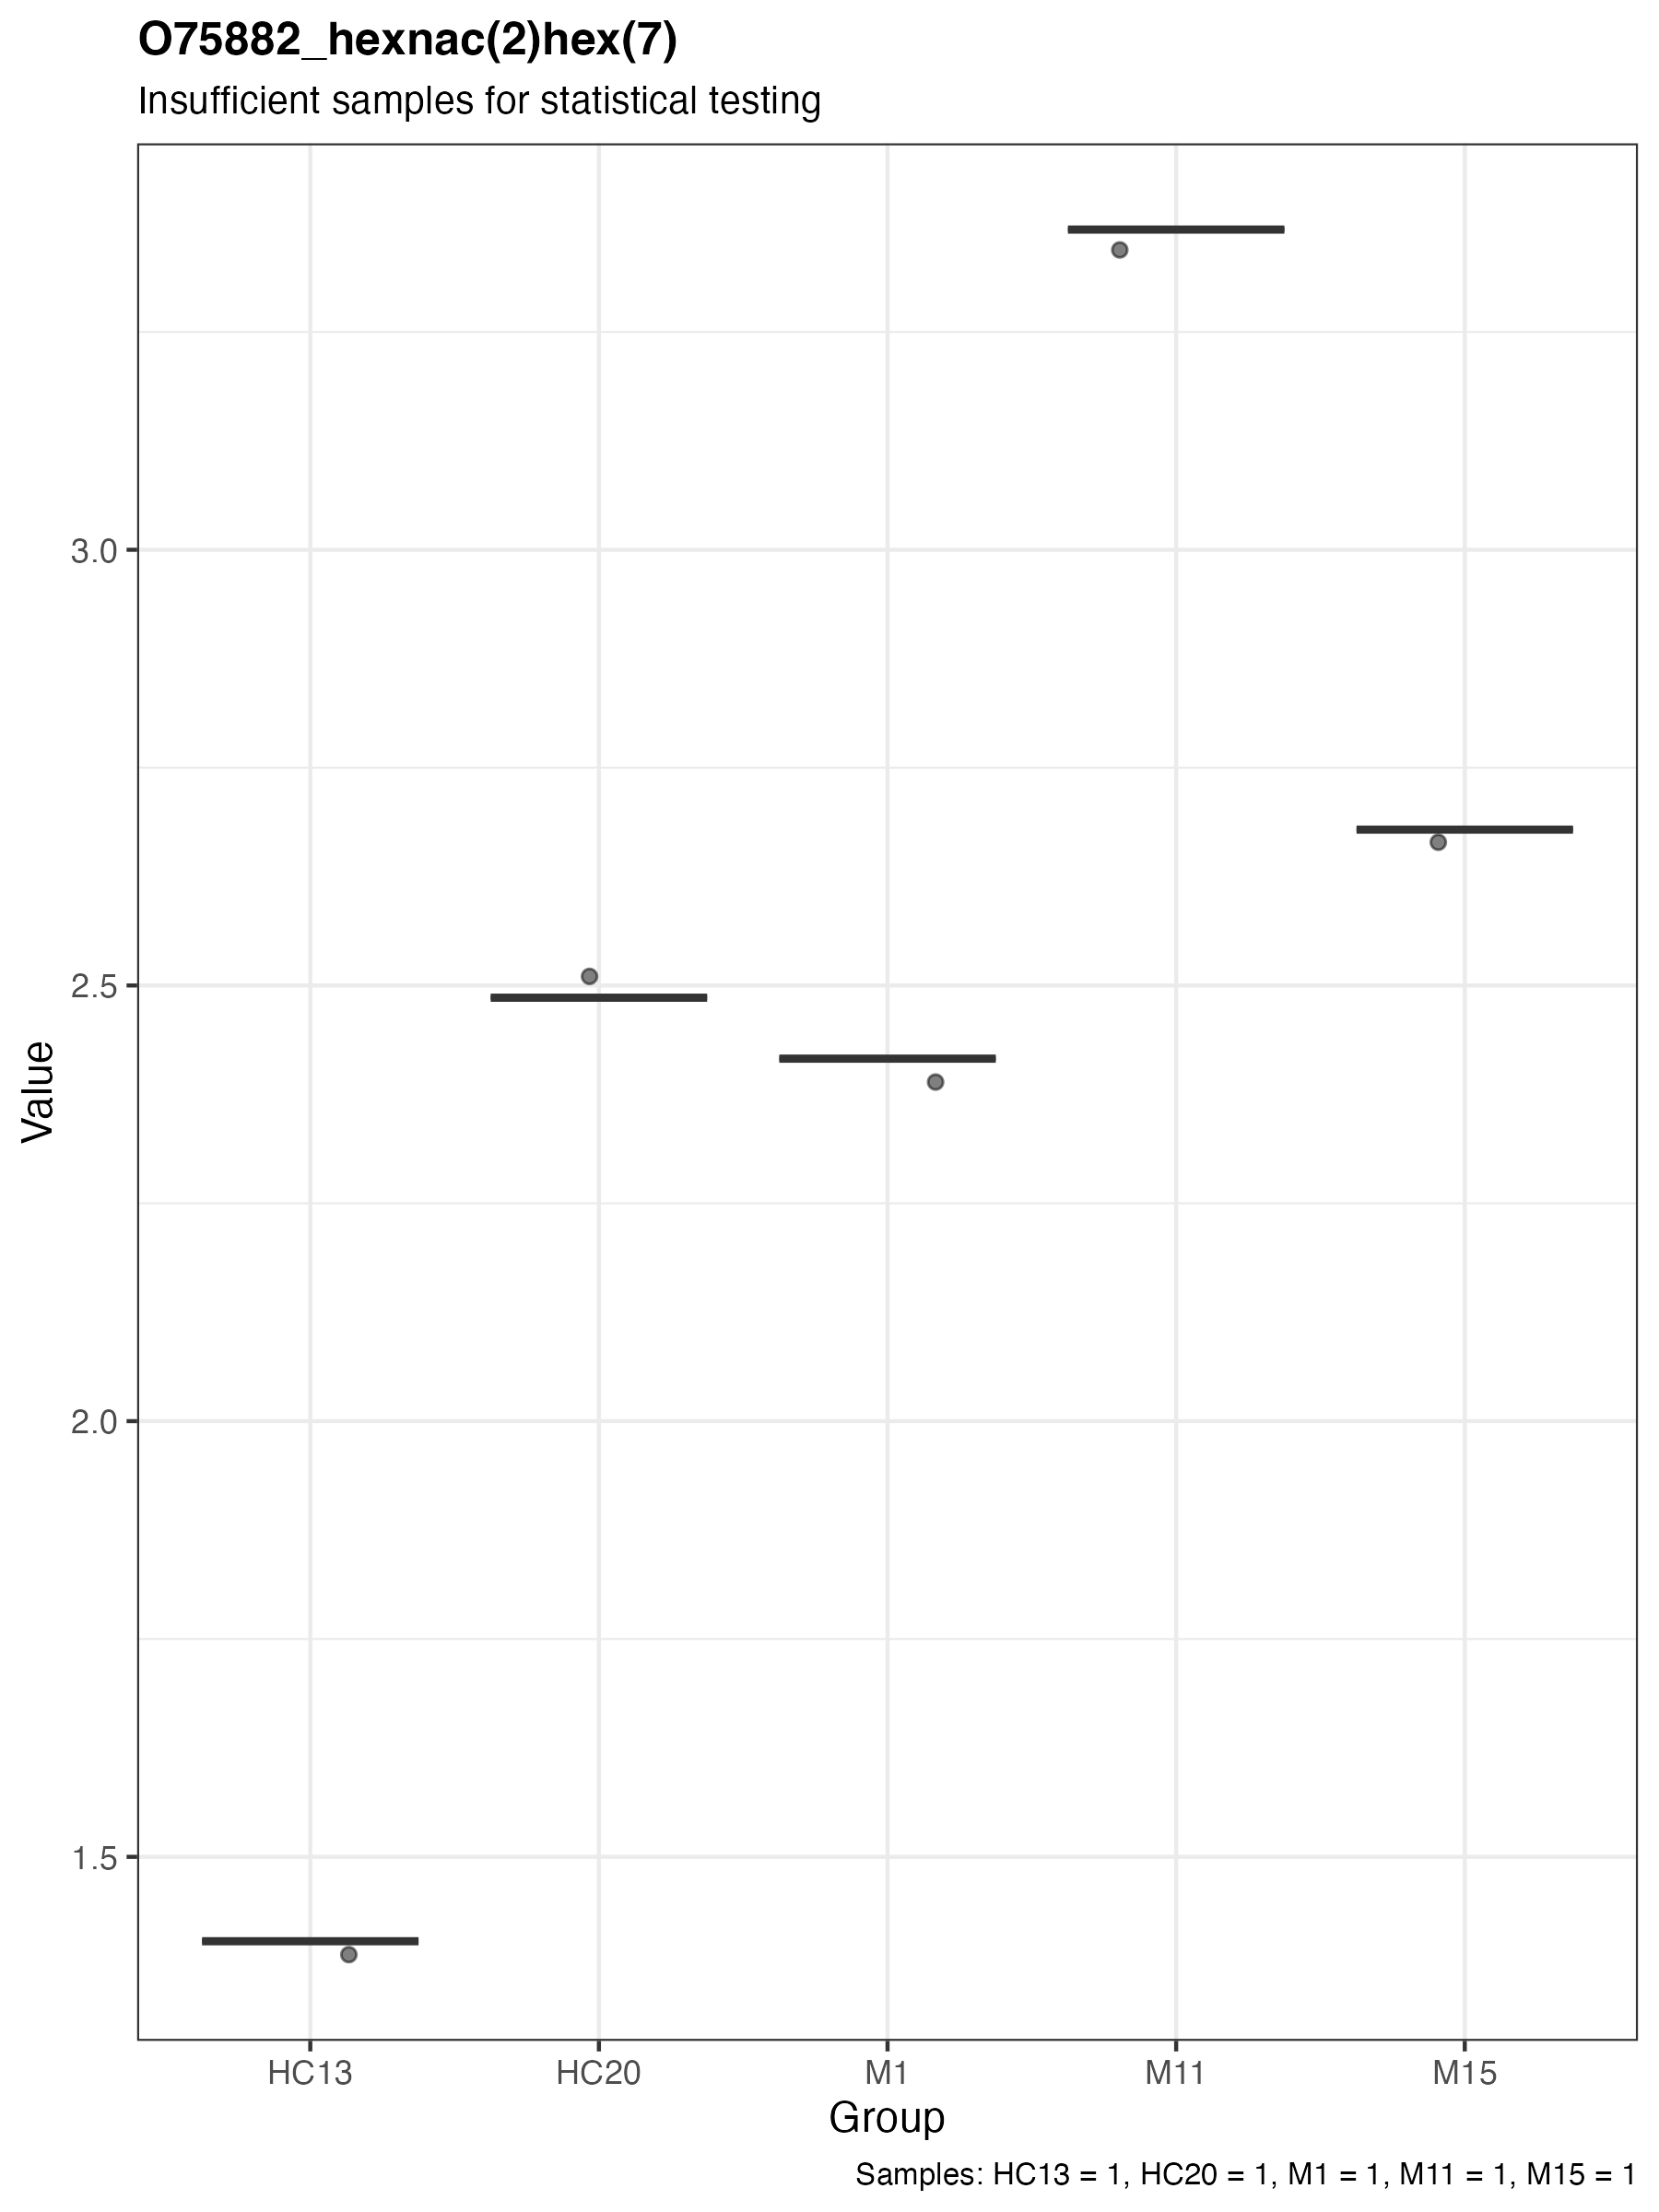 O75882_hexnac(2)hex(7)
Insufficient samples for statistical testing
3.0
2.5
2.0
1.5
Value
HC13 HC20 M1 M11 M15
Group
Samples: HC13 = 1, HC20 = 1, M1 = 1, M11 = 1, M15 = 1